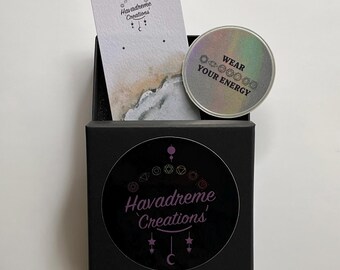 Havadreme
Creations
WEAR
YOUR ENERGY
Havadreme
'Creations'